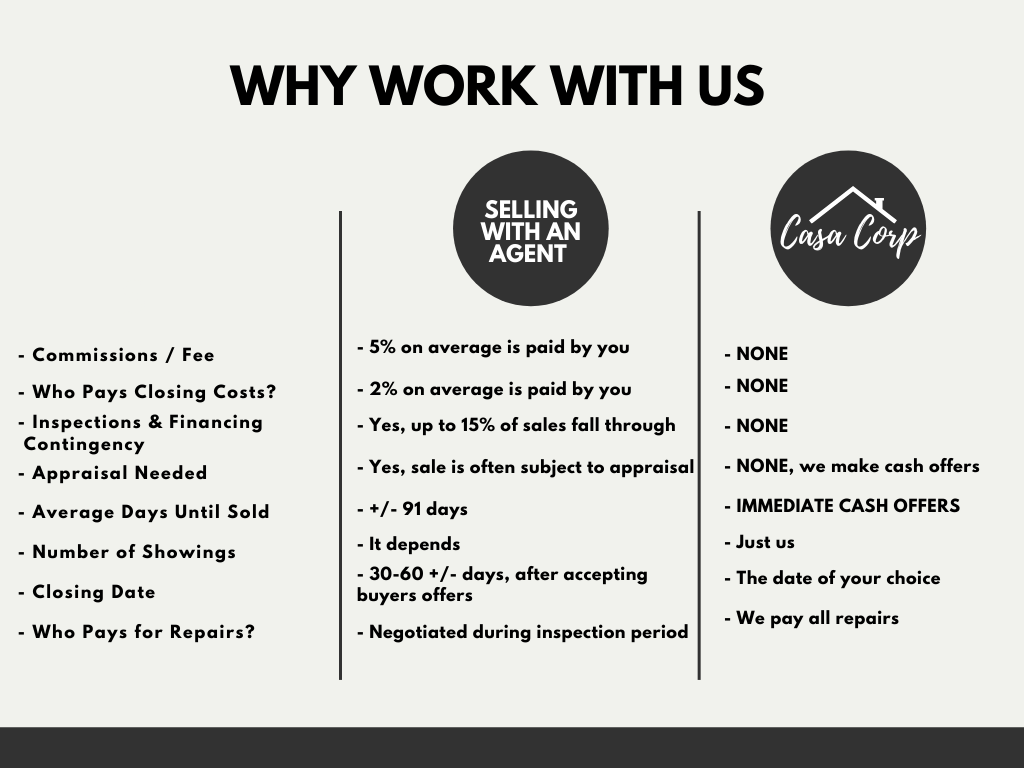 WHY WORK WITH US
SELLING
WITH AN
AGENT
Casa Corp
- Commissions / Fee
- Who Pays Closing Costs?
- Inspections & Financing
Contingency
- Appraisal Needed
- Average Days Until Sold
- Number of Showings
- Closing Date
- Who Pays for Repairs?
- 5% on average is paid by you
- 2% on average is paid by you
- Yes, up to 15% of sales fall through
- Yes, sale is often subject to appraisal
- +/- 91 days
- It depends
- 30-60 +/- days, after accepting
buyers offers
- Negotiated during inspection period
- NONE
- NONE
- NONE
- NONE, we make cash offers
- IMMEDIATE CASH OFFERS
- Just us
- The date of your choice
- We pay all repairs